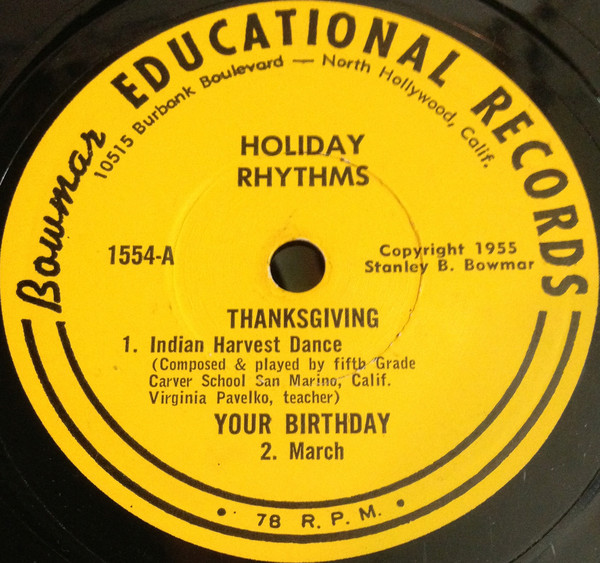 Bowmar EDUCATIONAL RECORDS
10515 Burbank Boulevard — North Hollywood, Calif.
HOLIDAY
RHYTHMS
1554-A
Copyright 1955
Stanley B. Bowmar
THANKSGIVING
1. Indian Harvest Dance
(Composed & played by fifth Grade
Carver School San Marino, Calif.
Virginia Pavelko, teacher)
YOUR BIRTHDAY
2. March
• 78 R. P. M. •